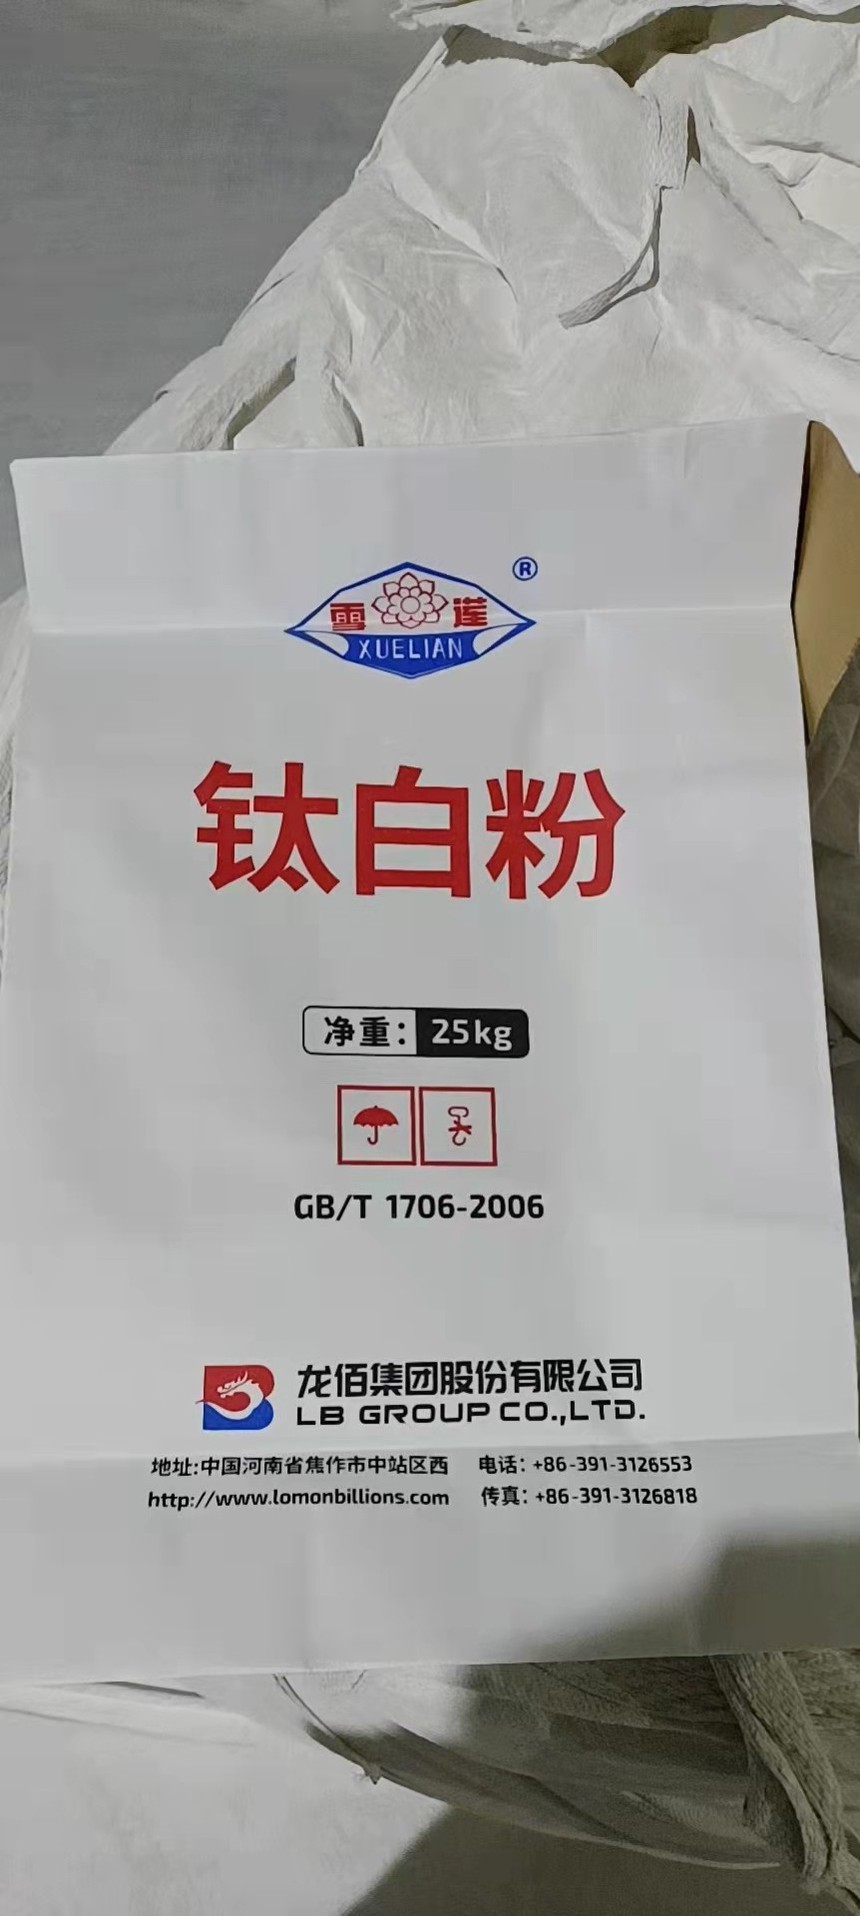 ®
雪莲
XUELIAN
钛白粉
净重：25kg
GB/T 1706-2006
龙佰集团股份有限公司
LB GROUP CO.,LTD.
地址:中国河南省焦作市中站区西 电话：+86-391-3126553
http://www.lomonbillions.com 传真：+86-391-3126818